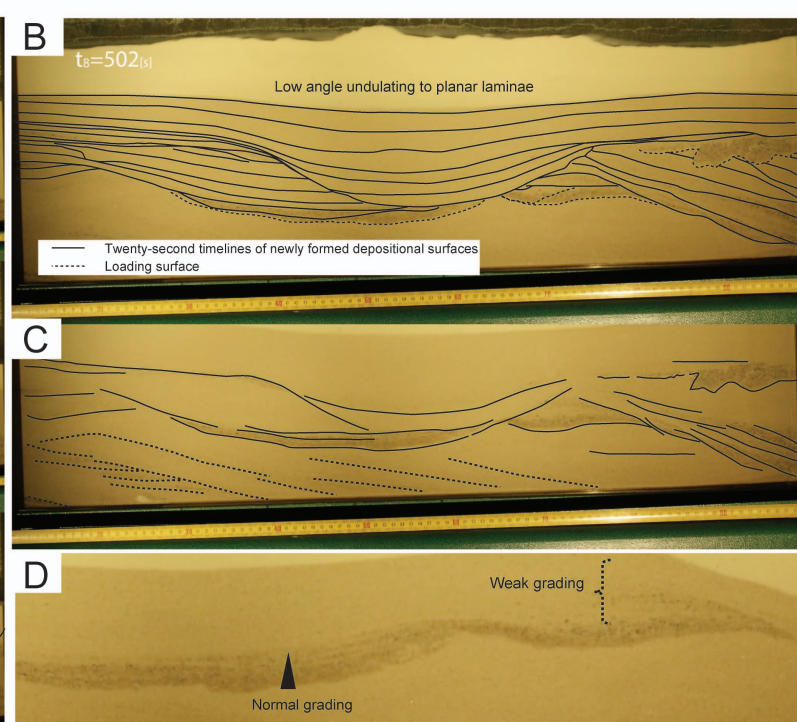 B
t8=502[s]
Low angle undulating to planar laminae
Twenty-second timelines of newly formed depositional surfaces
Loading surface
C
D
Weak grading
Normal grading